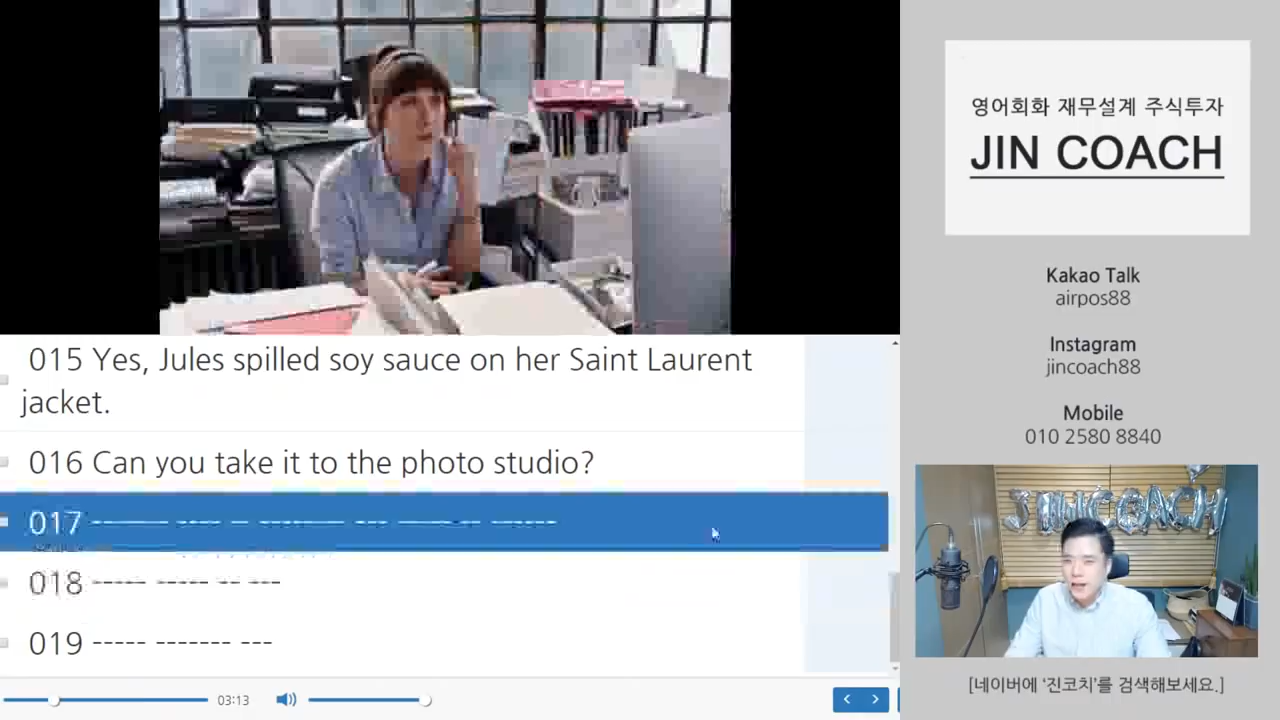 015 Yes, Jules spilled soy sauce on her Saint Laurent
jacket.
016 Can you take it to the photo studio?
017 -------- ---- -- -------- --- -------- ------
018 ----- ----- -- ---
019 ----- ------- ---
03:13
영어회화 재무설계 주식투자
JIN COACH
Kakao Talk
airpos88
Instagram
jincoach88
Mobile
010 2580 8840
JINCOACH
[네이버에 '진코치'를 검색해보세요.]